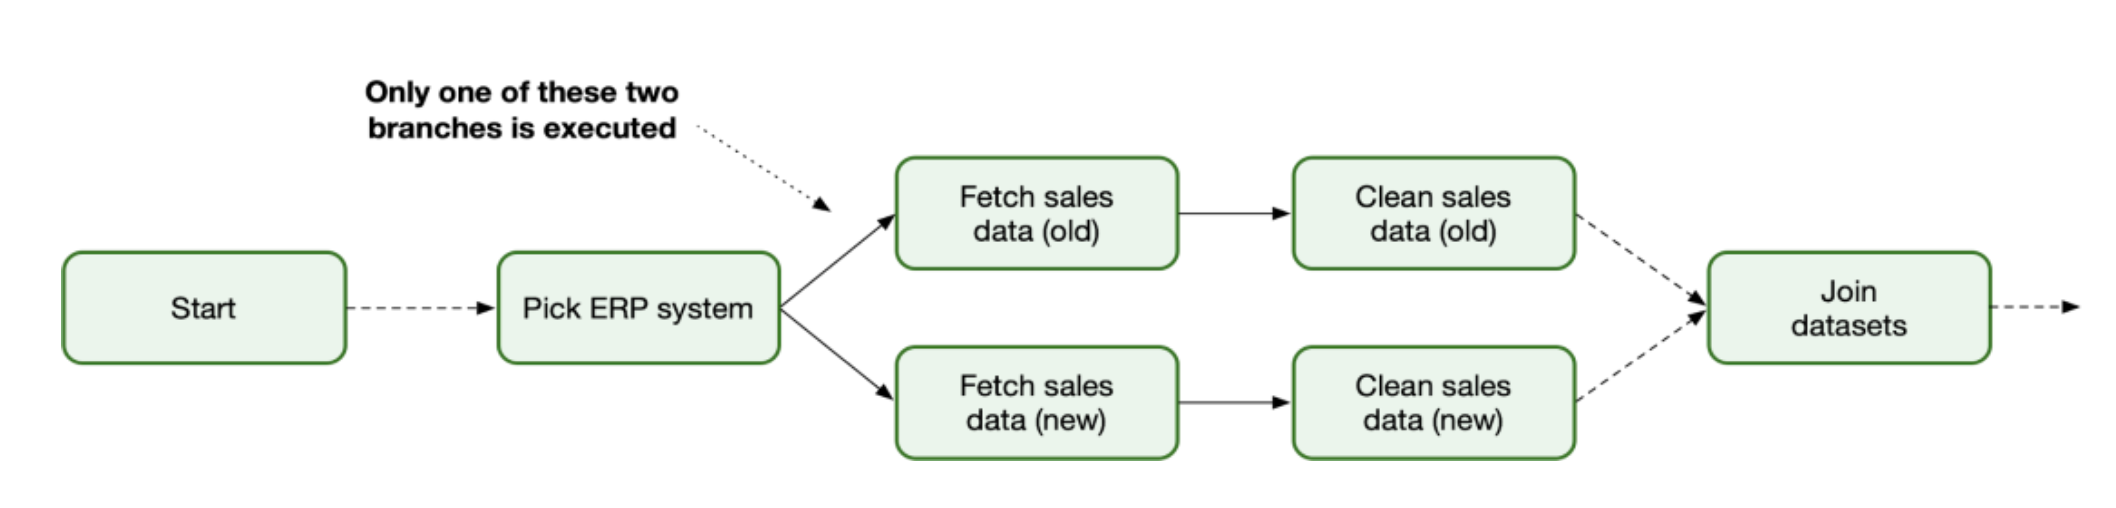 Only one of these two
branches is executed
Start
Pick ERP system
Fetch sales
data (old)
Clean sales
data (old)
Fetch sales
data (new)
Clean sales
data (new)
Join
datasets